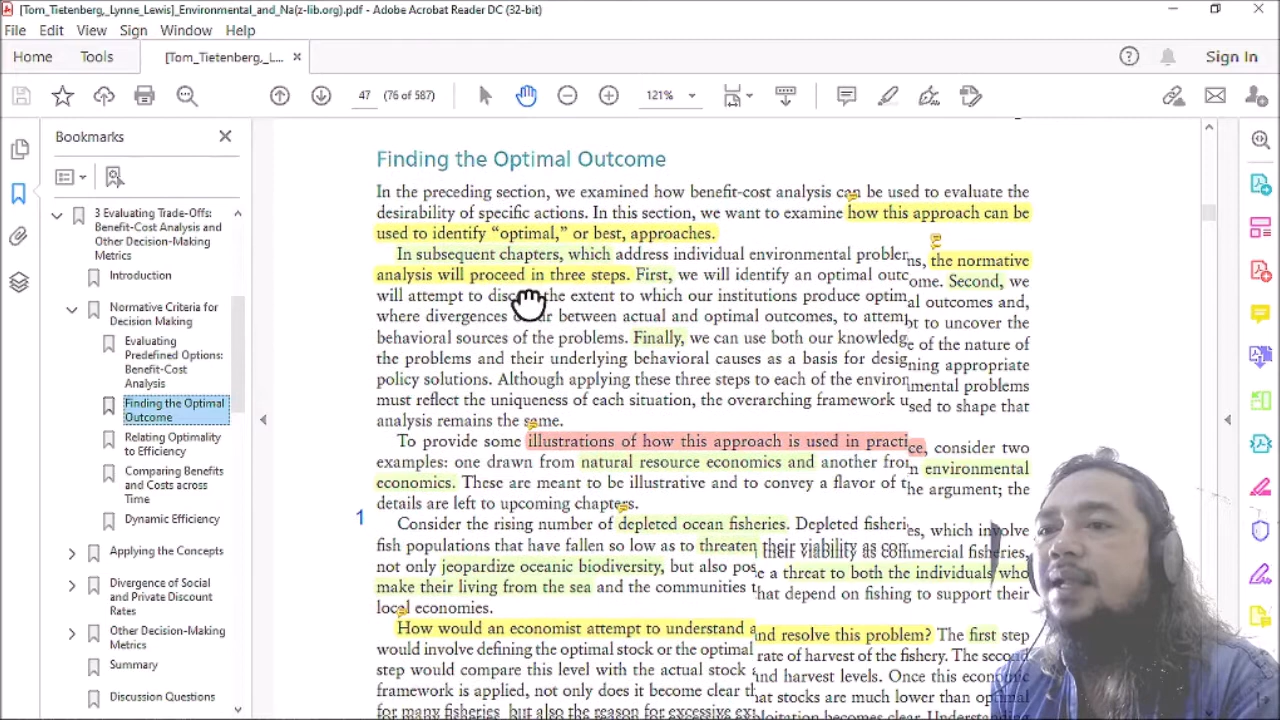 [Tom_Tietenberg,_Lynne_Lewis]_Environmental_and_Na(z-lib.org).pdf - Adobe Acrobat Reader DC (32-bit)
File Edit View Sign Window Help
Home Tools [Tom_Tietenberg,_L... Sign In
47 (76 of 587) 121%
Bookmarks
3 Evaluating Trade-Offs:
Benefit-Cost Analysis and
Other Decision-Making
Metrics
Introduction
Normative Criteria for
Decision Making
Evaluating
Predefined Options:
Benefit-Cost
Analysis
Finding the Optimal
Outcome
Relating Optimality
to Efficiency
Comparing Benefits
and Costs across
Time
Dynamic Efficiency
Applying the Concepts
Divergence of Social
and Private Discount
Rates
Other Decision-Making
Metrics
Summary
Discussion Questions
Finding the Optimal Outcome
In the preceding section, we examined how benefit-cost analysis can be used to evaluate the
desirability of specific actions. In this section, we want to examine how this approach can be
used to identify “optimal,” or best, approaches.
In subsequent chapters, which address individual environmental problems, the normative
analysis will proceed in three steps. First, we will identify an optimal outcome. Second, we
will attempt to the extent to which our institutions produce optimal outcomes and,
where divergences between actual and optimal outcomes, to attempt to uncover the
behavioral sources of the problems. Finally, we can use both our knowledge of the nature of
the problems and their underlying behavioral causes as a basis for designing appropriate
policy solutions. Although applying these three steps to each of the environmental problems
must reflect the uniqueness of each situation, the overarching framework used to shape that
analysis remains the same.
To provide some illustrations of how this approach is used in practice, consider two
examples: one drawn from natural resource economics and another from environmental
economics. These are meant to be illustrative and to convey a flavor of the argument; the
details are left to upcoming chapters.
1
Consider the rising number of depleted ocean fisheries. Depleted fisheries, which involve
fish populations that have fallen so low as to threaten their viability as commercial fisheries,
not only jeopardize oceanic biodiversity, but also pose a threat to both the individuals who
make their living from the sea and the communities that depend on fishing to support their
local economies.
How would an economist attempt to understand and resolve this problem? The first step
would involve defining the optimal stock or the optimal rate of harvest of the fishery. The second
step would compare this level with the actual stock and harvest levels. Once this economic
framework is applied, not only does it become clear that stocks are much lower than optimal
for many fisheries, but also the reason for excessive exploitation becomes clear.